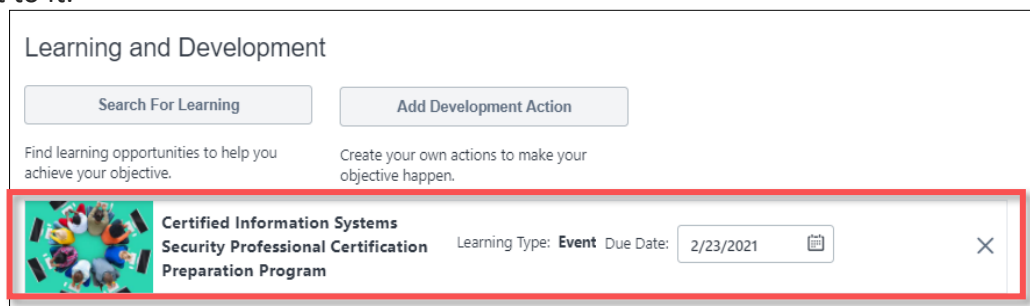 t to it.
Learning and Development
Search For Learning
Add Development Action
Find learning opportunities to help you
achieve your objective.
Create your own actions to make your
objective happen.
Certified Information Systems
Security Professional Certification
Preparation Program
Learning Type: Event Due Date: 2/23/2021